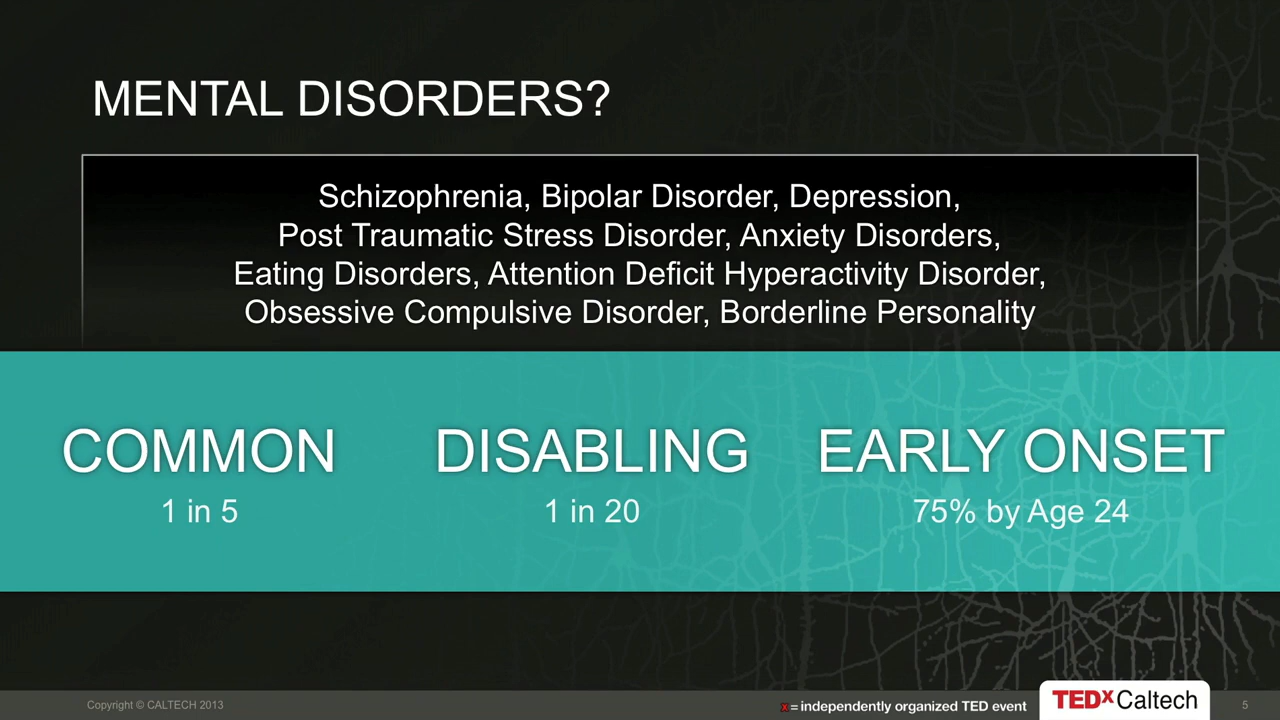 MENTAL DISORDERS?
Schizophrenia, Bipolar Disorder, Depression,
Post Traumatic Stress Disorder, Anxiety Disorders,
Eating Disorders, Attention Deficit Hyperactivity Disorder,
Obsessive Compulsive Disorder, Borderline Personality
COMMON
1 in 5
DISABLING
1 in 20
EARLY ONSET
75% by Age 24
Copyright © CALTECH 2013
x = independently organized TED event
TEDxCaltech
5